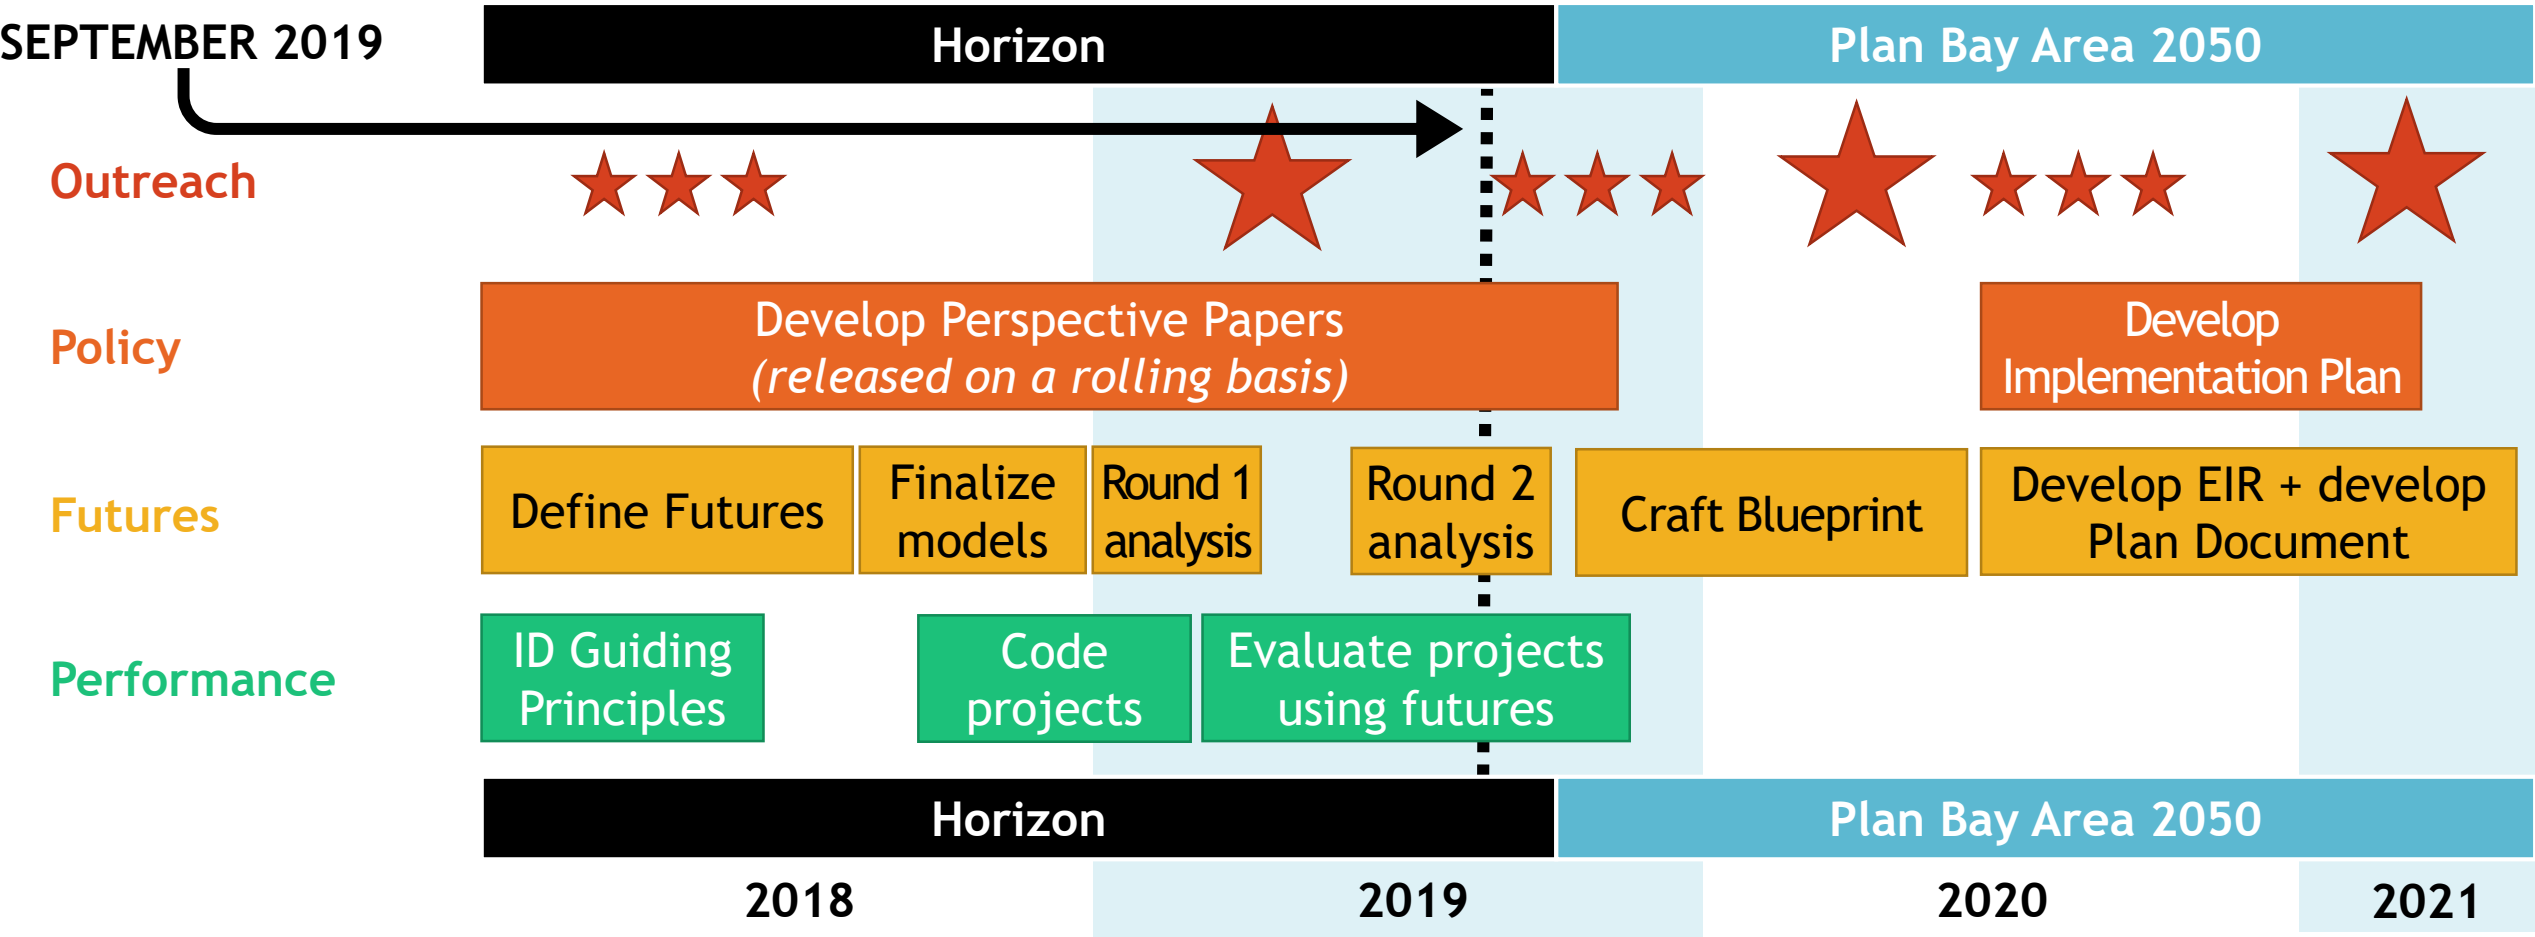 SEPTEMBER 2019
Horizon
Plan Bay Area 2050
Outreach
Policy
Develop Perspective Papers
(released on a rolling basis)
Develop
Implementation Plan
Futures
Define Futures
Finalize
models
Round 1
analysis
Round 2
analysis
Craft Blueprint
Develop EIR + develop
Plan Document
Performance
ID Guiding
Principles
Code
projects
Evaluate projects
using futures
Horizon
Plan Bay Area 2050
2018
2019
2020
2021